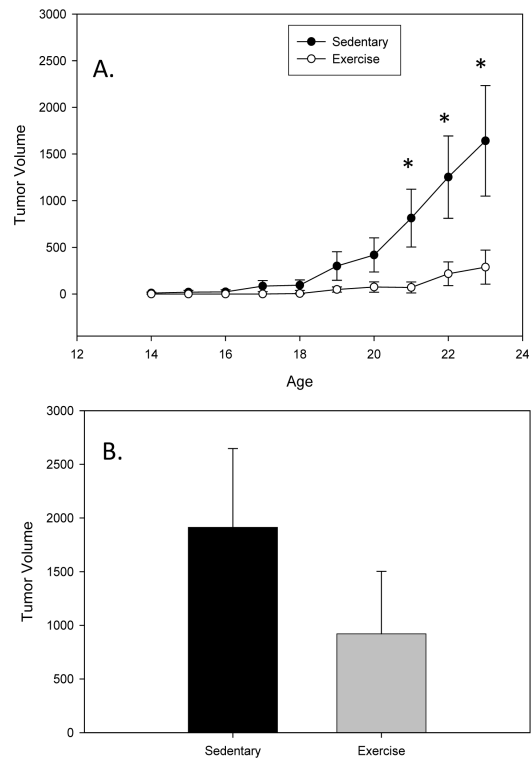 3000
2500
2000
1500
1000
500
0
Tumor Volume
A.
Sedentary
Exercise
*
*
*
12 14 16 18 20 22 24
Age
3000
2500
2000
1500
1000
500
0
Tumor Volume
B.
Sedentary Exercise